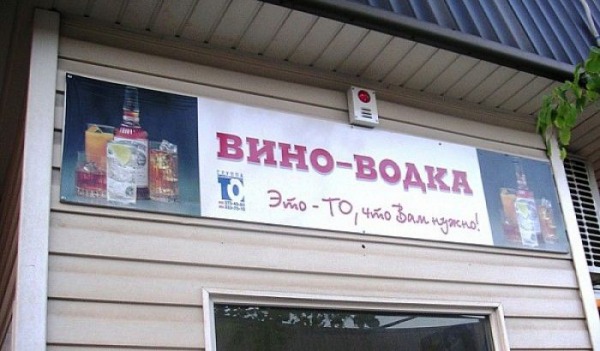 ВИНО-ВОДКА
ГРУППА
ТО
Это - ТО, что Вам нужно!